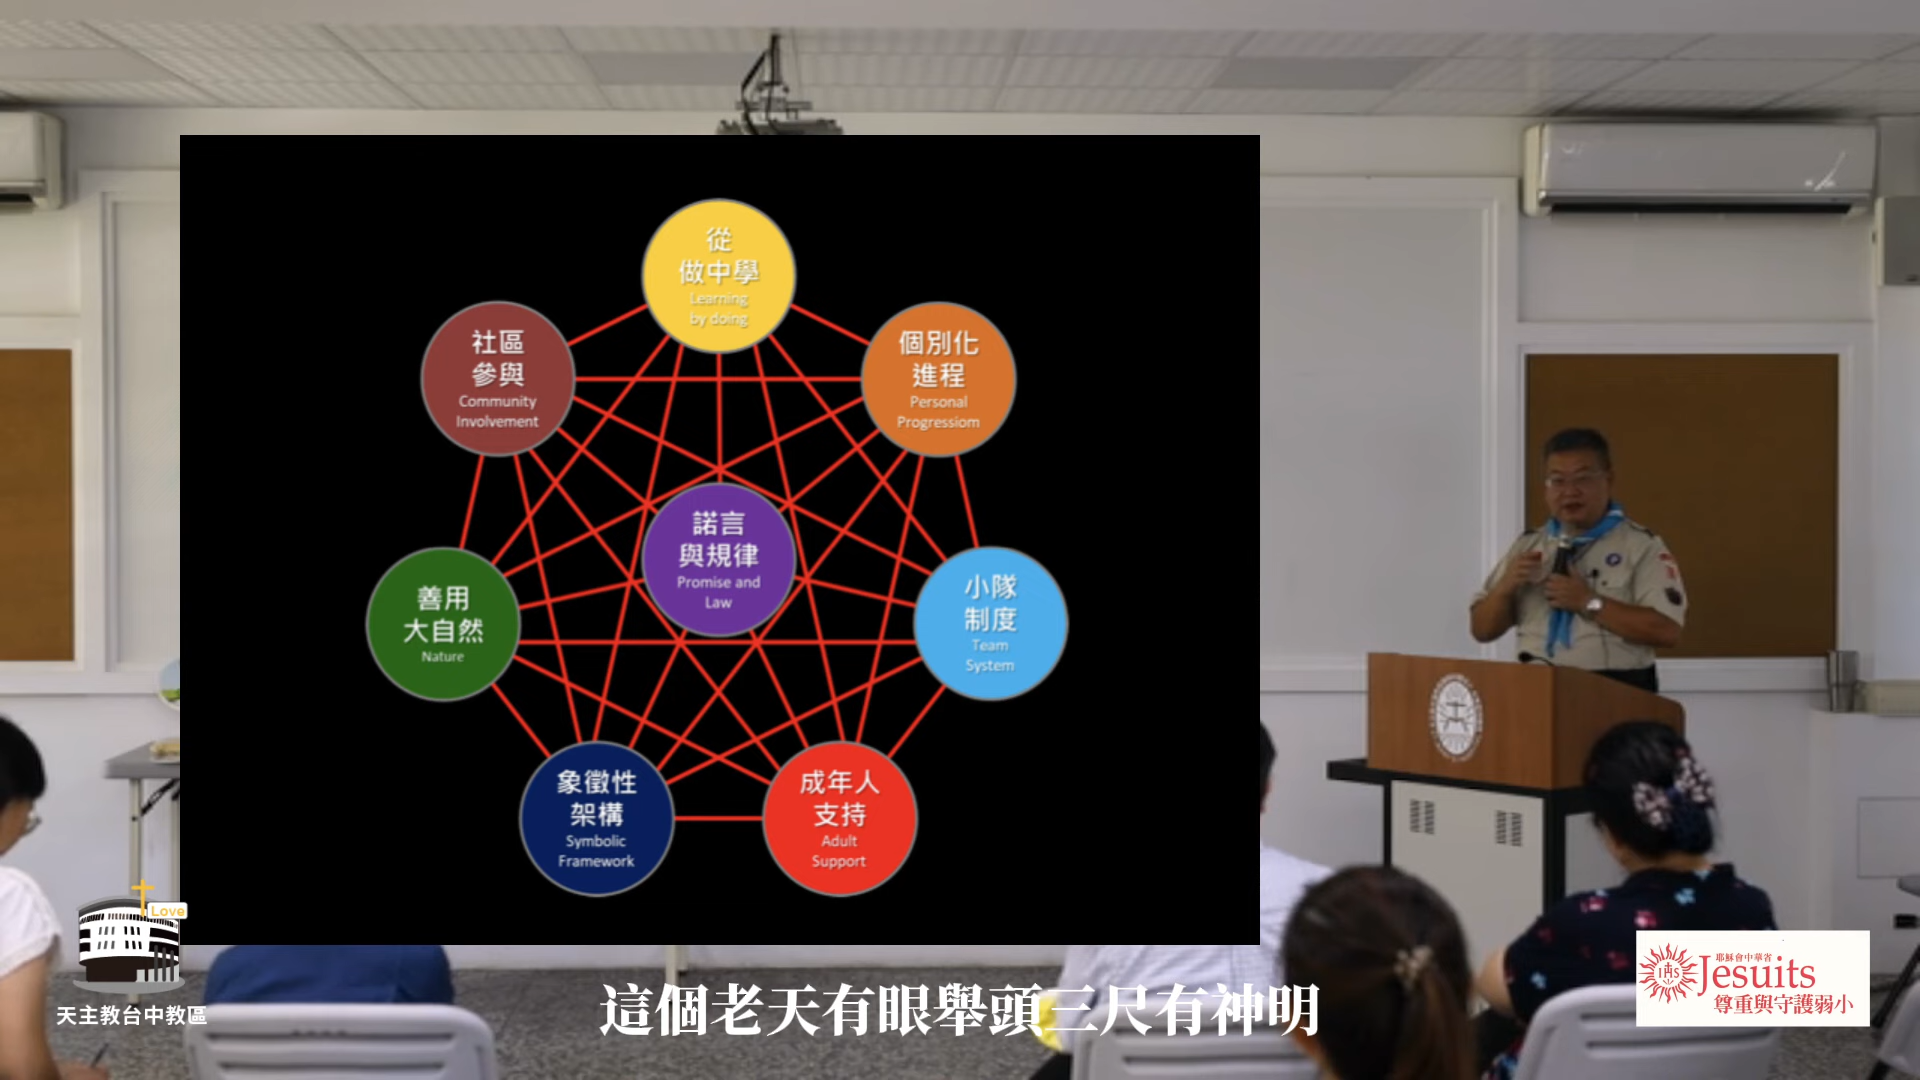 從
做中學
Learning
by doing
社區
參與
Community
Involvement
個別化
進程
Personal
Progressiom
諾言
與規律
Promise and
Law
善用
大自然
Nature
小隊
制度
Team
System
象徵性
架構
Symbolic
Framework
成年人
支持
Adult
Support
Love
天主教台中教區
這個老天有眼舉頭三尺有神明
耶穌會中華省
IHS
Jesuits
尊重與守護弱小